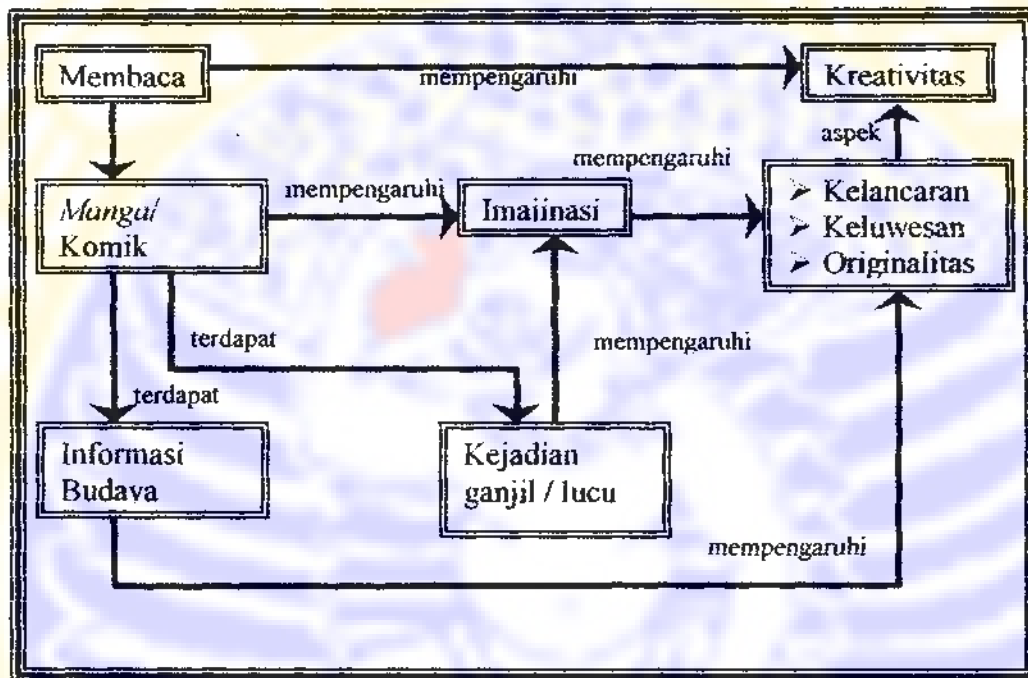 Membaca
mempengaruhi
Kreativitas
aspek
Manga/
Komik
mempengaruhi
Imajinasi
mempengaruhi
➢ Kelancaran
➢ Keluwesan
➢ Originalitas
terdapat
mempengaruhi
terdapat
Informasi
Budaya
Kejadian
ganjil / lucu
mempengaruhi